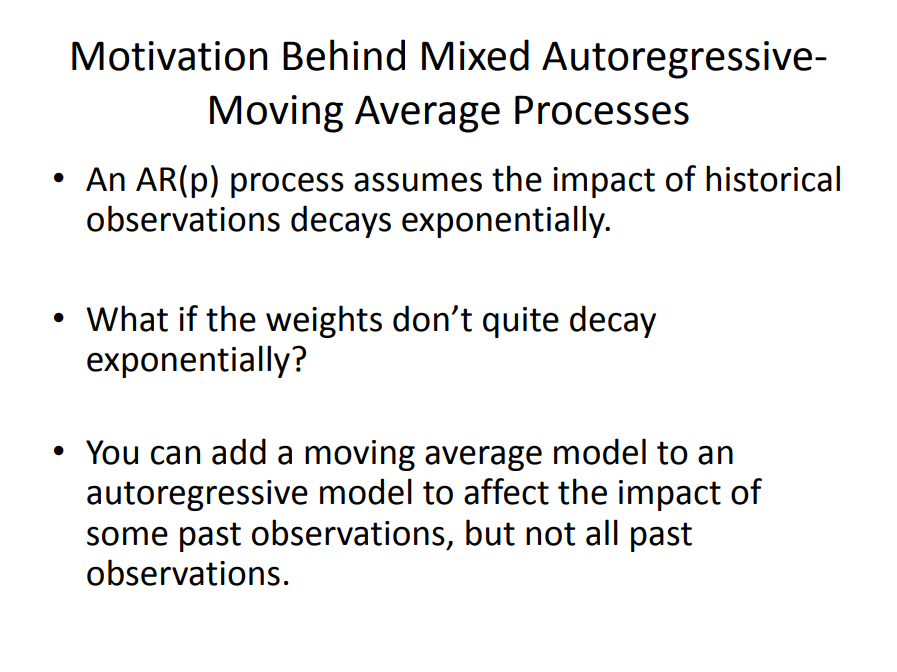 Motivation Behind Mixed Autoregressive-
Moving Average Processes
• An AR(p) process assumes the impact of historical
observations decays exponentially.
• What if the weights don’t quite decay
exponentially?
• You can add a moving average model to an
autoregressive model to affect the impact of
some past observations, but not all past
observations.